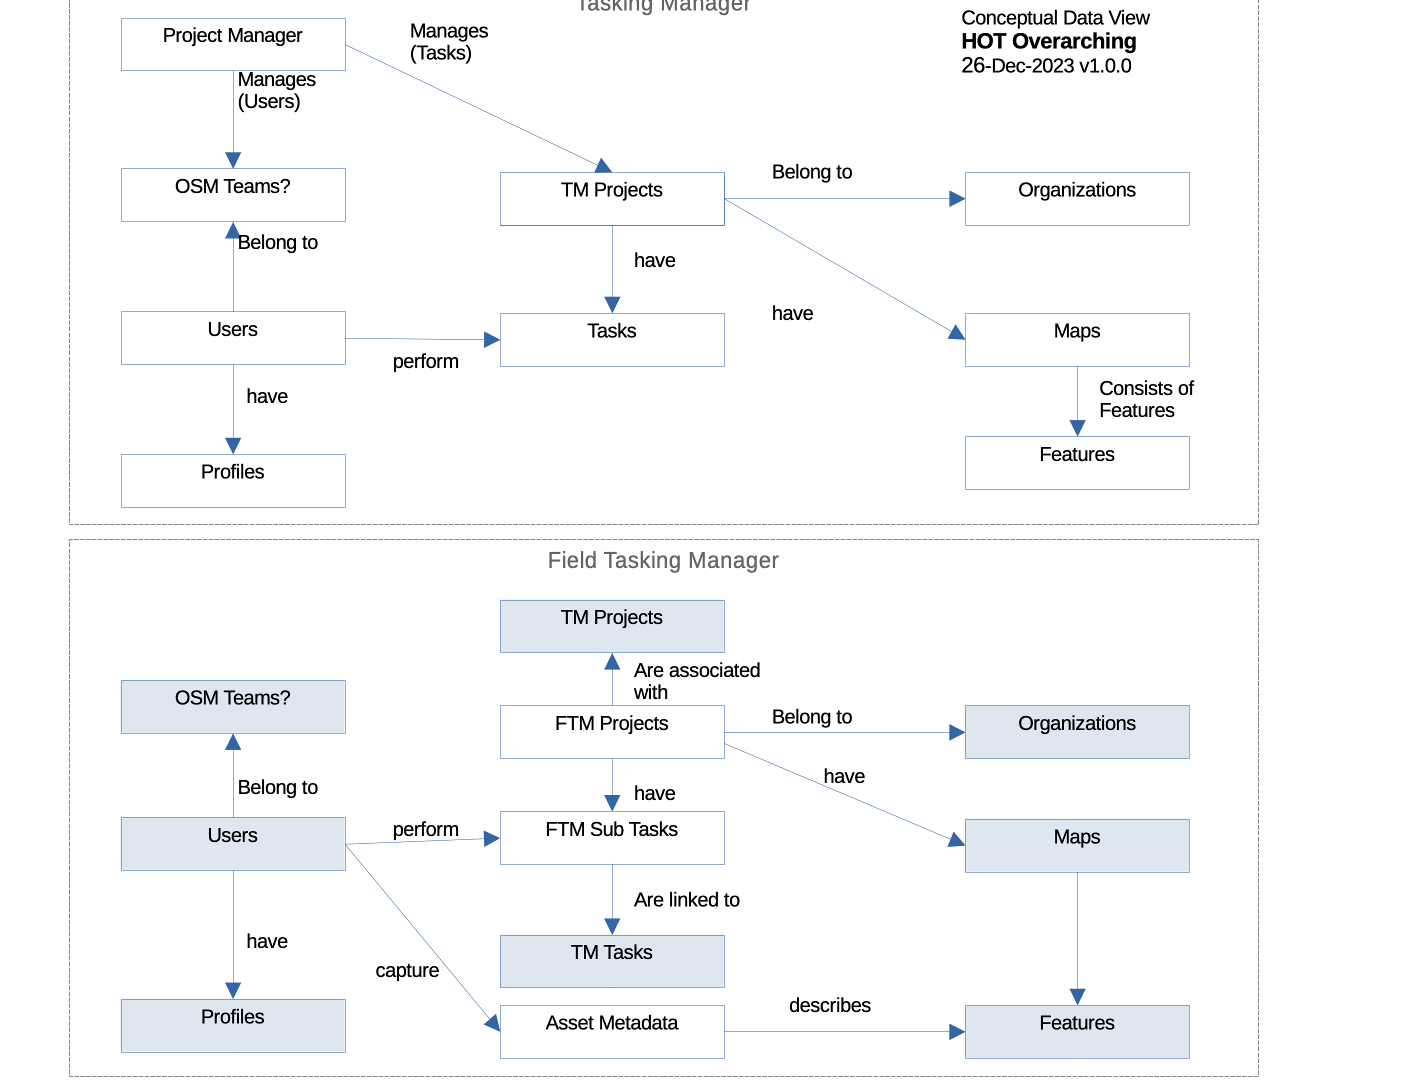 Tasking Manager
Conceptual Data View
HOT Overarching
26-Dec-2023 v1.0.0
Project Manager
Manages
(Tasks)
Manages
(Users)
OSM Teams?
TM Projects
Belong to
Organizations
Belong to
have
have
Users
perform
Tasks
Maps
have
Consists of
Features
Profiles
Features
Field Tasking Manager
TM Projects
Are associated
with
OSM Teams?
FTM Projects
Belong to
Organizations
Belong to
have
have
Users
perform
FTM Sub Tasks
Maps
Are linked to
have
capture
TM Tasks
Profiles
Asset Metadata
describes
Features